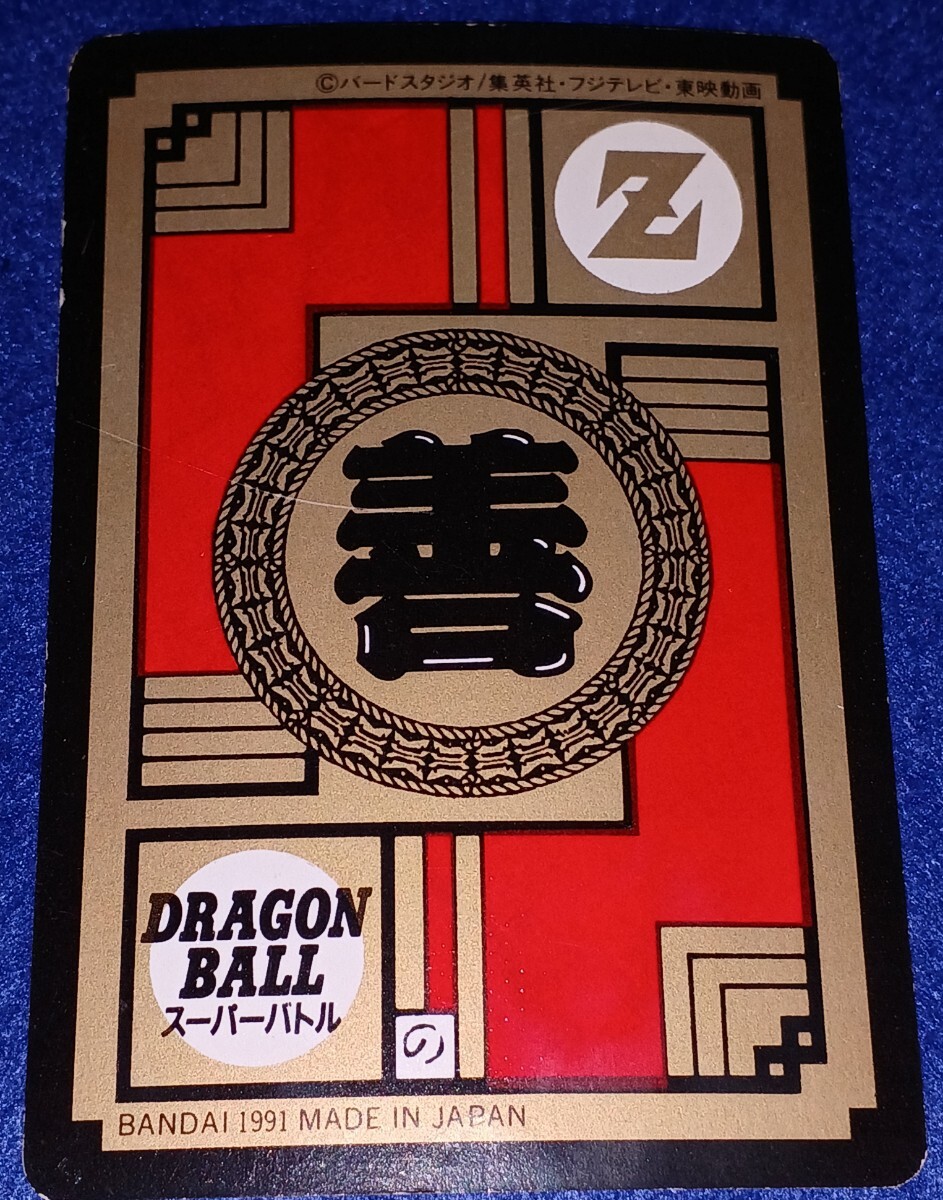 ©バードスタジオ/集英社・フジテレビ・東映動画
Z
善
DRAGON
BALL
スーパーバトル
の
BANDAI 1991 MADE IN JAPAN